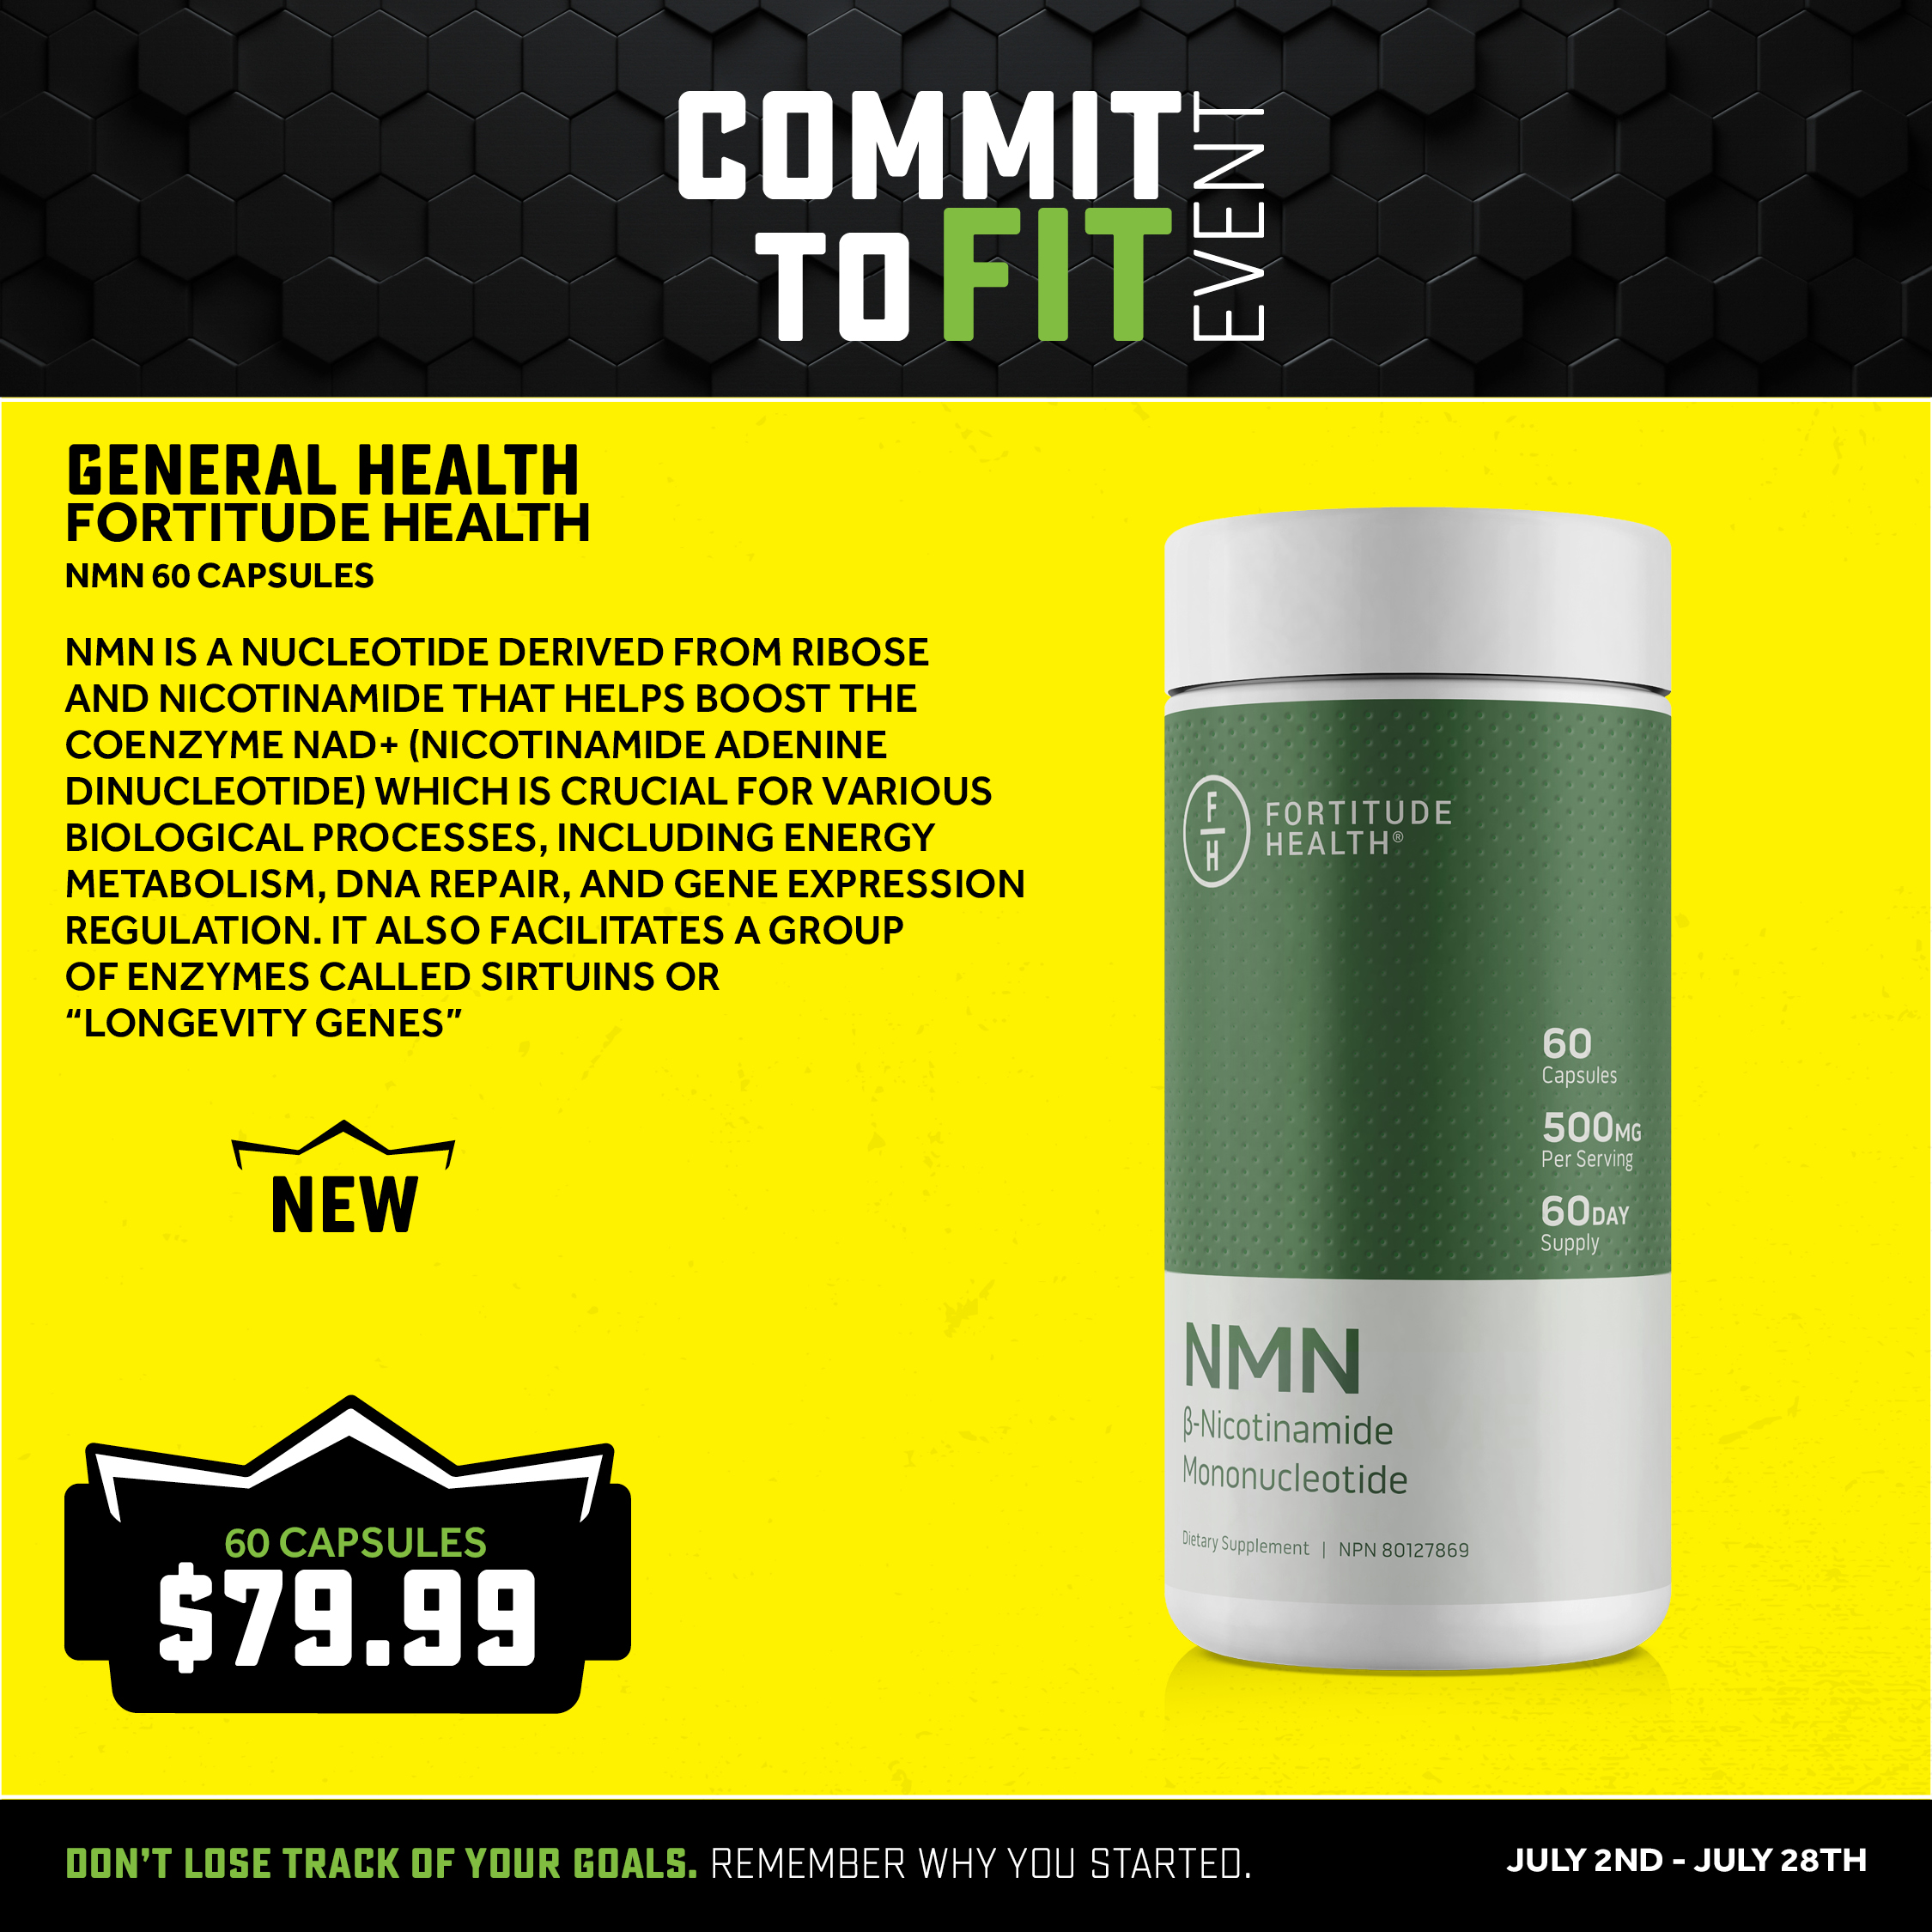 COMMIT
TO FIT
EVENT
GENERAL HEALTH
FORTITUDE HEALTH
NMN 60 CAPSULES
NMN IS A NUCLEOTIDE DERIVED FROM RIBOSE
AND NICOTINAMIDE THAT HELPS BOOST THE
COENZYME NAD+ (NICOTINAMIDE ADENINE
DINUCLEOTIDE) WHICH IS CRUCIAL FOR VARIOUS
BIOLOGICAL PROCESSES, INCLUDING ENERGY
METABOLISM, DNA REPAIR, AND GENE EXPRESSION
REGULATION. IT ALSO FACILITATES A GROUP
OF ENZYMES CALLED SIRTUINS OR
“LONGEVITY GENES”
NEW
60 CAPSULES
$79.99
F
H
FORTITUDE
HEALTH®
60
Capsules
500MG
Per Serving
60DAY
Supply
NMN
β-Nicotinamide
Mononucleotide
Dietary Supplement | NPN 80127869
DON'T LOSE TRACK OF YOUR GOALS. REMEMBER WHY YOU STARTED.
JULY 2ND - JULY 28TH